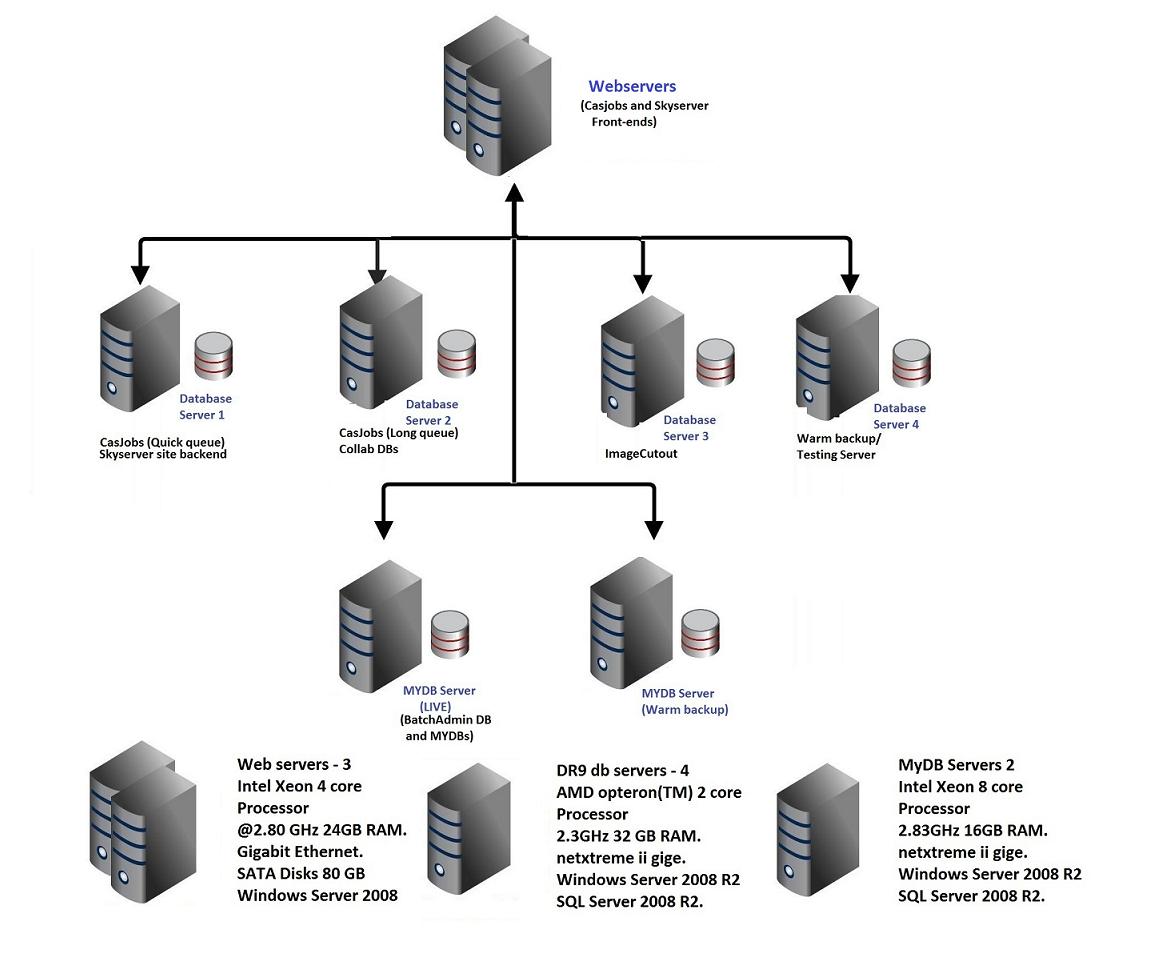 Webservers
(Casjobs and Skyserver
Front-ends)
Database
Server 1
CasJobs (Quick queue)
Skyserver site backend
Database
Server 2
CasJobs (Long queue)
Collab DBs
Database
Server 3
ImageCutout
Database
Server 4
Warm backup/
Testing Server
MYDB Server
(LIVE)
(BatchAdmin DB
and MYDBs)
MYDB Server
(Warm backup)
Web servers - 3
Intel Xeon 4 core
Processor
@2.80 GHz 24GB RAM.
Gigabit Ethernet.
SATA Disks 80 GB
Windows Server 2008
DR9 db servers - 4
AMD opteron(TM) 2 core
Processor
2.3GHz 32 GB RAM.
netxtreme ii gige.
Windows Server 2008 R2
SQL Server 2008 R2.
MyDB Servers 2
Intel Xeon 8 core
Processor
2.83GHz 16GB RAM.
netxtreme ii gige.
Windows Server 2008 R2
SQL Server 2008 R2.